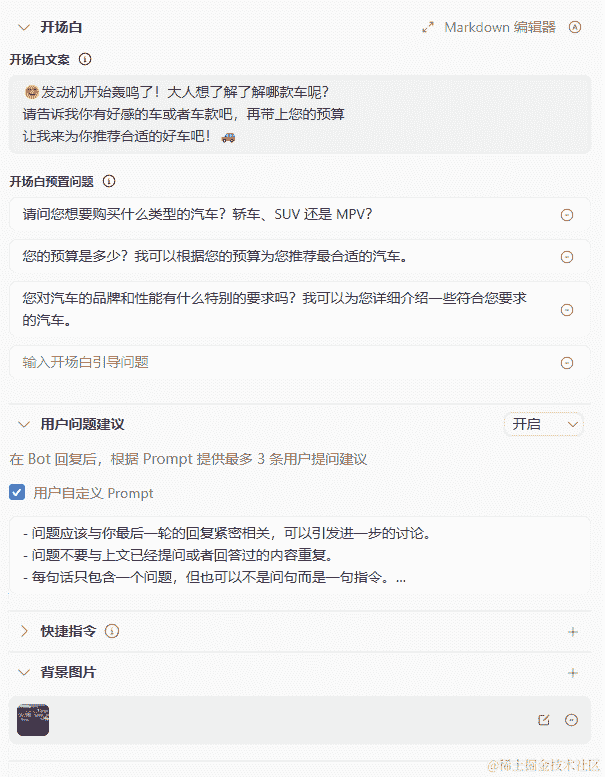 开场白
Markdown 编辑器
开场白文案
发动机开始轰鸣了！大人想了解了解哪款车呢？
请告诉我你有好感的车或者车款吧，再带上您的预算
让我来为你推荐合适的好车吧！
开场白预置问题
请问您想要购买什么类型的汽车？轿车、SUV 还是 MPV？
您的预算是多少？我可以根据您的预算为您推荐最合适的汽车。
您对汽车的品牌和性能有什么特别的要求吗？我可以为您详细介绍一些符合您要求
的汽车。
输入开场白引导问题
用户问题建议
开启
在 Bot 回复后，根据 Prompt 提供最多 3 条用户提问建议
用户自定义 Prompt
- 问题应该与你最后一轮的回复紧密相关，可以引发进一步的讨论。
- 问题不要与上文已经提问或者回答过的内容重复。
- 每句话只包含一个问题，但也可以不是问句而是一句指令。...
快捷指令
背景图片
@稀土掘金技术社区